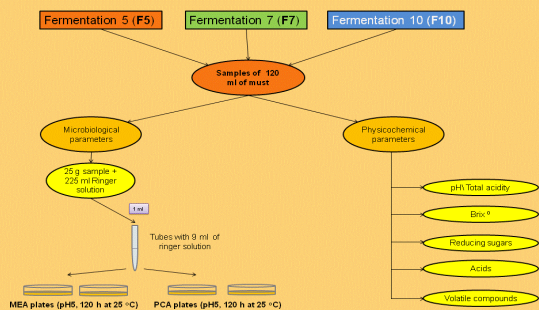 Fermentation 5 (F5)
Fermentation 7 (F7)
Fermentation 10 (F10)
Samples of 120
ml of must
Microbiological
parameters
Physicochemical
parameters
25 g sample +
225 ml Ringer
solution
1 ml
Tubes with 9 ml of
ringer solution
MEA plates (pH5, 120 h at 25 ºC)
PCA plates (pH5, 120 h at 25 ºC)
pH\ Total acidity
Brix º
Reducing sugars
Acids
Volatile compounds